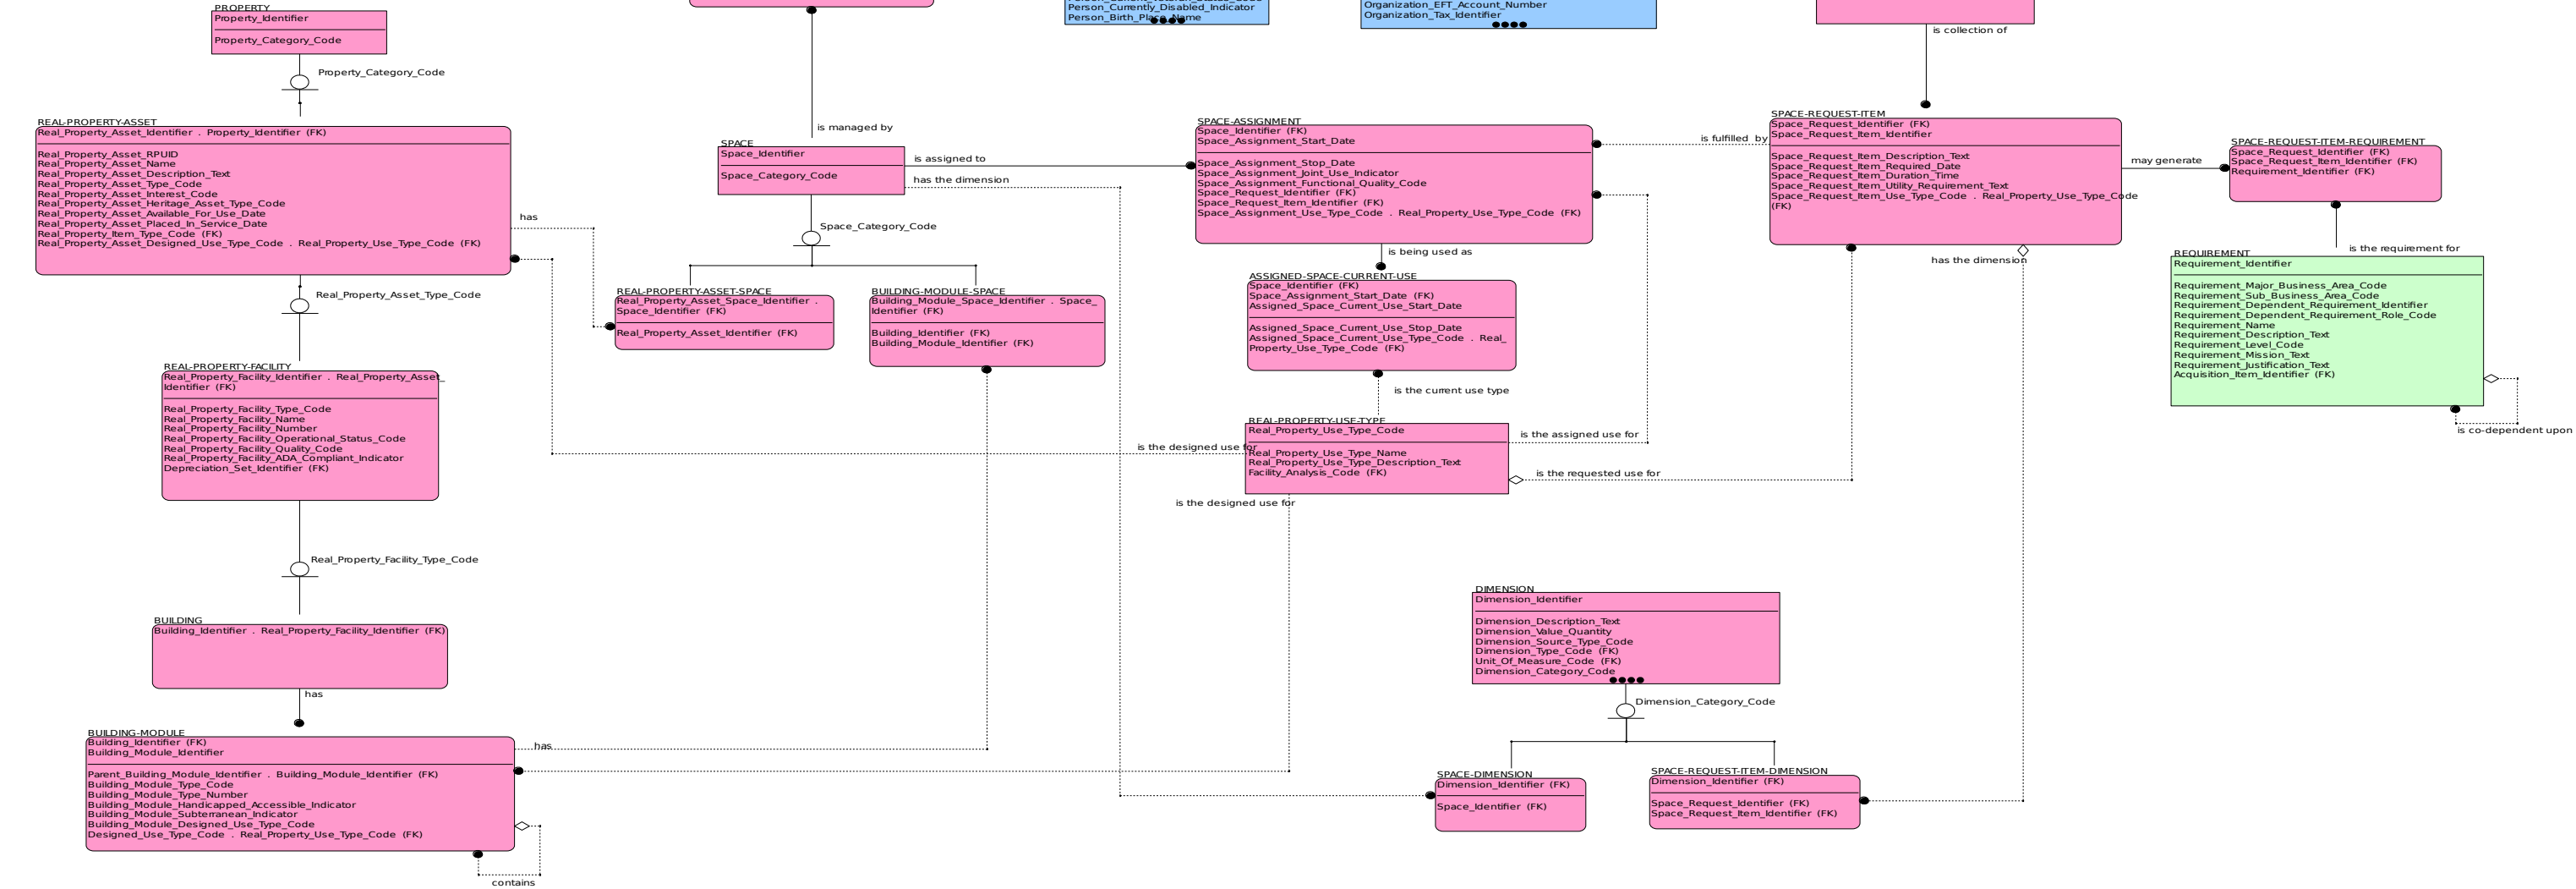 PROPERTY
Property_Identifier
Property_Category_Code
Property_Category_Code
Person_Currently_Disabled_Indicator
Person_Birth_Place_Name
Organization_EFT_Account_Number
Organization_Tax_Identifier
is collection of
is managed by
REAL-PROPERTY-ASSET
Real_Property_Asset_Identifier . Property_Identifier (FK)
Real_Property_Asset_RPUID
Real_Property_Asset_Name
Real_Property_Asset_Description_Text
Real_Property_Asset_Type_Code
Real_Property_Asset_Interest_Code
Real_Property_Asset_Heritage_Asset_Type_Code
Real_Property_Asset_Available_For_Use_Date
Real_Property_Asset_Placed_In_Service_Date
Real_Property_Item_Type_Code (FK)
Real_Property_Asset_Designed_Use_Type_Code . Real_Property_Use_Type_Code (FK)
has
Real_Property_Asset_Type_Code
SPACE
Space_Identifier
Space_Category_Code
is assigned to
has the dimension
Space_Category_Code
REAL-PROPERTY-ASSET-SPACE
Real_Property_Asset_Space_Identifier .
Space_Identifier (FK)
Real_Property_Asset_Identifier (FK)
BUILDING-MODULE-SPACE
Building_Module_Space_Identifier . Space_
Identifier (FK)
Building_Identifier (FK)
Building_Module_Identifier (FK)
SPACE-ASSIGNMENT
Space_Identifier (FK)
Space_Assignment_Start_Date
Space_Assignment_Stop_Date
Space_Assignment_Joint_Use_Indicator
Space_Assignment_Functional_Quality_Code
Space_Request_Identifier (FK)
Space_Request_Item_Identifier (FK)
Space_Assignment_Use_Type_Code . Real_Property_Use_Type_Code (FK)
is being used as
is fulfilled by
SPACE-REQUEST-ITEM
Space_Request_Identifier (FK)
Space_Request_Item_Identifier
Space_Request_Item_Description_Text
Space_Request_Item_Required_Date
Space_Request_Item_Duration_Time
Space_Request_Item_Utility_Requirement_Text
Space_Request_Item_Use_Type_Code . Real_Property_Use_Type_Code
(FK)
has the dimension
may generate
SPACE-REQUEST-ITEM-REQUIREMENT
Space_Request_Identifier (FK)
Space_Request_Item_Identifier (FK)
Requirement_Identifier (FK)
is the requirement for
REQUIREMENT
Requirement_Identifier
Requirement_Major_Business_Area_Code
Requirement_Sub_Business_Area_Code
Requirement_Dependent_Requirement_Identifier
Requirement_Dependent_Requirement_Role_Code
Requirement_Name
Requirement_Description_Text
Requirement_Level_Code
Requirement_Mission_Text
Requirement_Justification_Text
Acquisition_Item_Identifier (FK)
is co-dependent upon
ASSIGNED-SPACE-CURRENT-USE
Space_Identifier (FK)
Space_Assignment_Start_Date (FK)
Assigned_Space_Current_Use_Start_Date
Assigned_Space_Current_Use_Stop_Date
Assigned_Space_Current_Use_Type_Code . Real_
Property_Use_Type_Code (FK)
is the current use type
REAL-PROPERTY-FACILITY
Real_Property_Facility_Identifier . Real_Property_Asset_
Identifier (FK)
Real_Property_Facility_Type_Code
Real_Property_Facility_Name
Real_Property_Facility_Number
Real_Property_Facility_Operational_Status_Code
Real_Property_Facility_Quality_Code
Real_Property_Facility_ADA_Compliant_Indicator
Depreciation_Set_Identifier (FK)
Real_Property_Facility_Type_Code
REAL-PROPERTY-USE-TYPE
Real_Property_Use_Type_Code
Real_Property_Use_Type_Name
Real_Property_Use_Type_Description_Text
Facility_Analysis_Code (FK)
is the designed use for
is the assigned use for
is the requested use for
is the designed use for
BUILDING
Building_Identifier . Real_Property_Facility_Identifier (FK)
has
DIMENSION
Dimension_Identifier
Dimension_Description_Text
Dimension_Value_Quantity
Dimension_Source_Type_Code
Dimension_Type_Code (FK)
Unit_Of_Measure_Code (FK)
Dimension_Category_Code
Dimension_Category_Code
BUILDING-MODULE
Building_Identifier (FK)
Building_Module_Identifier
Parent_Building_Module_Identifier . Building_Module_Identifier (FK)
Building_Module_Type_Code
Building_Module_Type_Number
Building_Module_Handicapped_Accessible_Indicator
Building_Module_Subterranean_Indicator
Building_Module_Designed_Use_Type_Code
Designed_Use_Type_Code . Real_Property_Use_Type_Code (FK)
has
contains
SPACE-DIMENSION
Dimension_Identifier (FK)
Space_Identifier (FK)
SPACE-REQUEST-ITEM-DIMENSION
Dimension_Identifier (FK)
Space_Request_Identifier (FK)
Space_Request_Item_Identifier (FK)